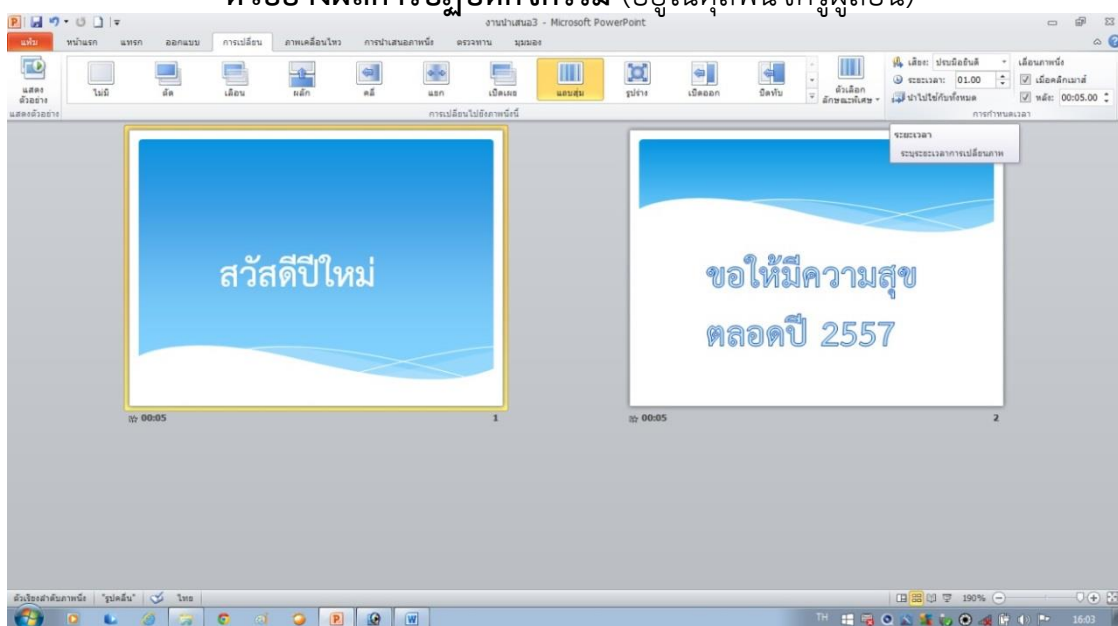 ตัวอย่างผลการปฏิบัติกิจกรรม (อยู่ในดุลพินิจครูผู้สอน)
งานนำเสนอ3 - Microsoft PowerPoint
แฟ้ม หน้าแรก แทรก ออกแบบ การเปลี่ยน ภาพเคลื่อนไหว การนำเสนอภาพนิ่ง ตรวจทาน มุมมอง
เสียง: ปรบมือยินดี เลื่อนภาพนิ่ง
ระยะเวลา: 01.00 เมื่อคลิกเมาส์
นำไปใช้กับทั้งหมด หลัง: 00:05.00
แสดงตัวอย่าง ไม่มี ตัด เลือน ผลัก คลี่ แยก เปิดเผย แถบสุ่ม รูปร่าง เปิดออก ปิดทับ ตัวเลือกลักษณะพิเศษ
แสดงตัวอย่าง การเปลี่ยนไปยังภาพนิ่งนี้ การกำหนดเวลา
ระยะเวลา
ระบุระยะเวลาการเปลี่ยนภาพ
สวัสดีปีใหม่
ขอให้มีความสุข
ตลอดปี 2557
00:05 1
00:05 2
ตัวเรียงลำดับภาพนิ่ง "รูปคลื่น" ไทย 190%
TH 16:03